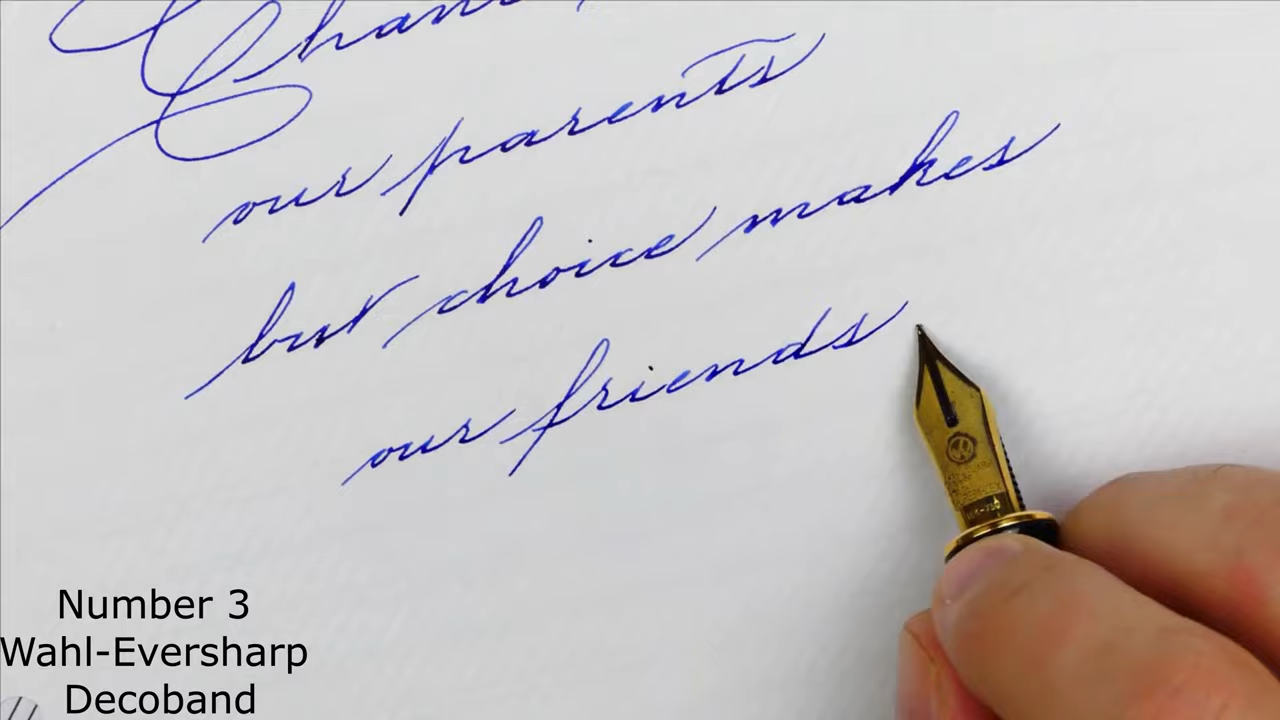 our parents
but choice makes
our friends
Number 3
Wahl-Eversharp
Decoband